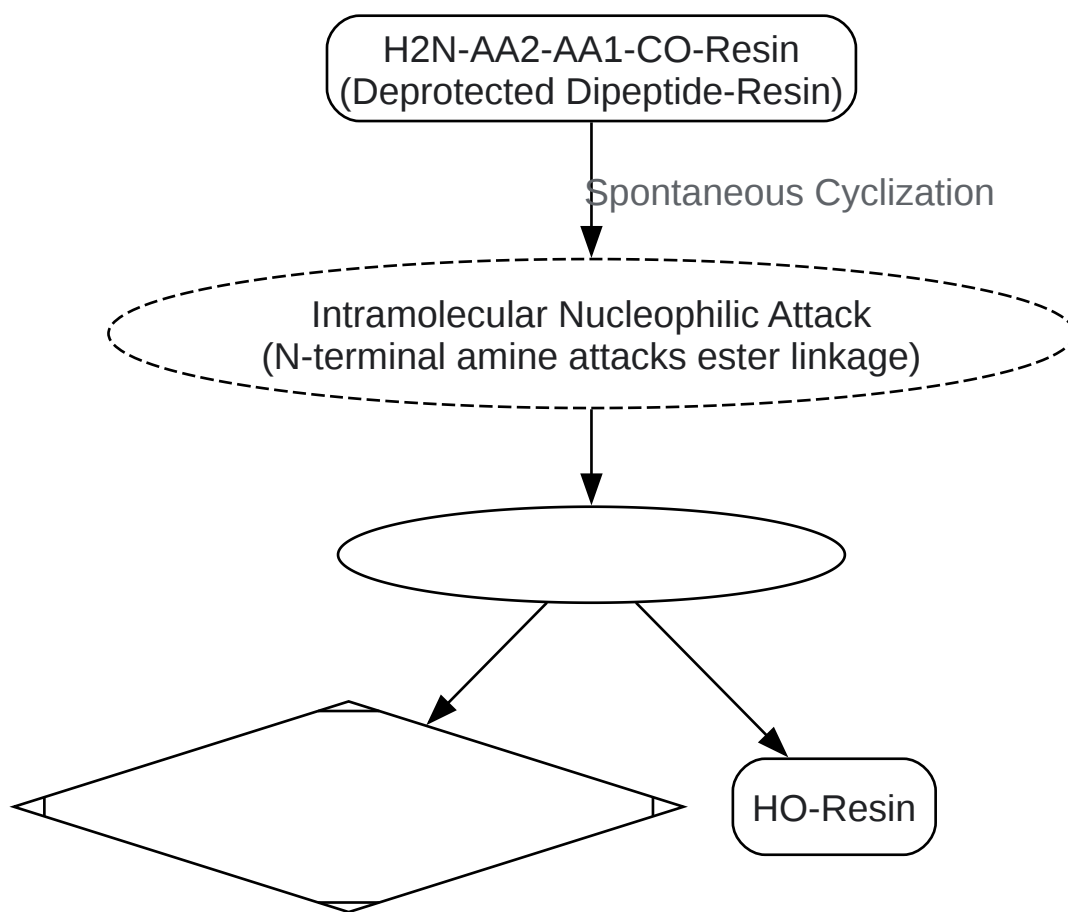 H2N-AA2-AA1-CO-Resin
(Deprotected Dipeptide-Resin)
Spontaneous Cyclization
Intramolecular Nucleophilic Attack
(N-terminal amine attacks ester linkage)
HO-Resin